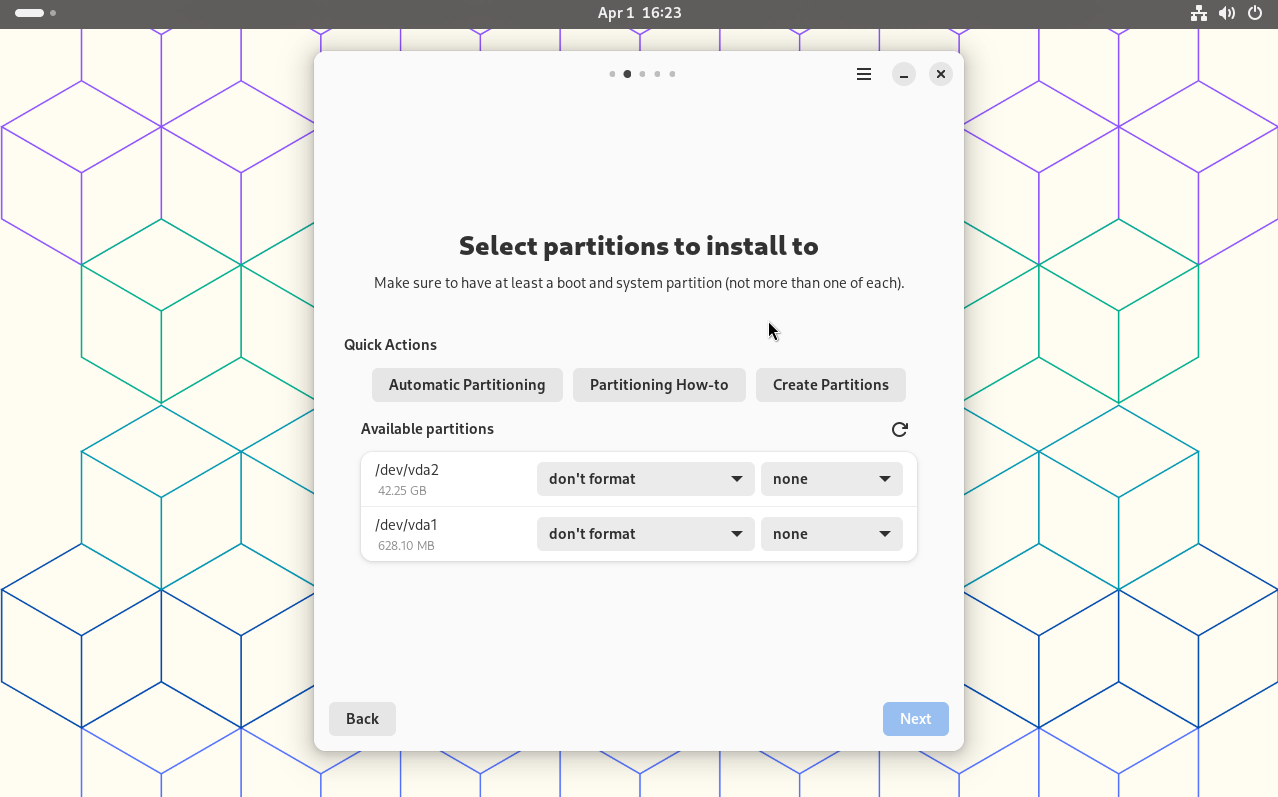 Apr 1 16:23
Select partitions to install to
Make sure to have at least a boot and system partition (not more than one of each).
Quick Actions
Automatic Partitioning Partitioning How-to Create Partitions
Available partitions
/dev/vda2 don't format none
42.25 GB
/dev/vda1 don't format none
628.10 MB
Back Next